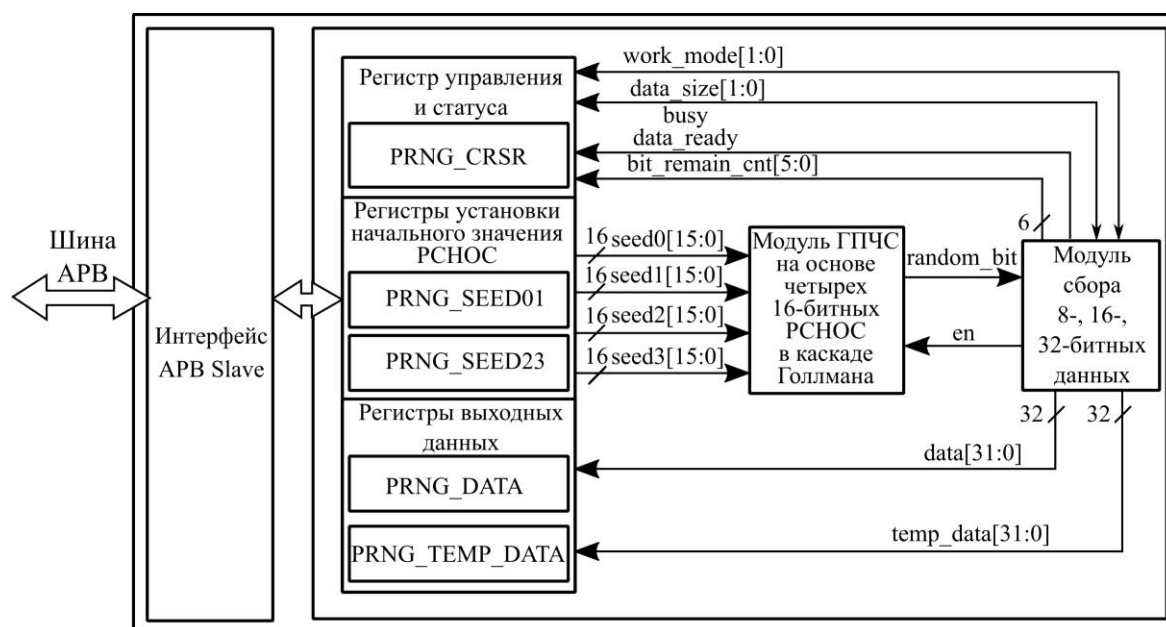 Шина
APB
Интерфейс
APB Slave
Регистр управления
и статуса
PRNG_CRSR
Регистры установки
начального значения
РСНОС
PRNG_SEED01
PRNG_SEED23
Регистры выходных
данных
PRNG_DATA
PRNG_TEMP_DATA
work_mode[1:0]
data_size[1:0]
busy
data_ready
bit_remain_cnt[5:0]
6
16 seed0[15:0]
16 seed1[15:0]
16 seed2[15:0]
16 seed3[15:0]
Модуль ГПЧС
на основе
четырех
16-битных
РСНОС
в каскаде
Голлмана
random_bit
en
Модуль
сбора
8-, 16-,
32-битных
данных
32
32
data[31:0]
temp_data[31:0]